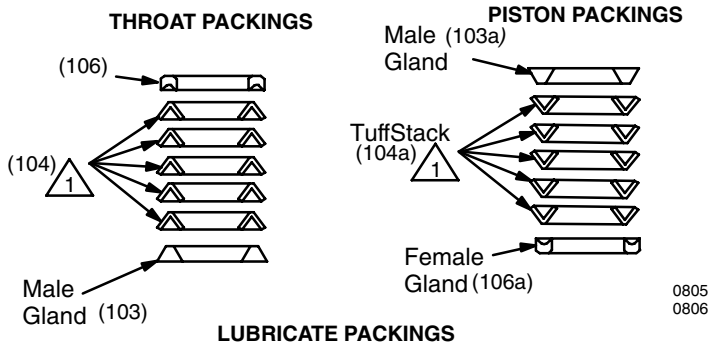 THROAT PACKINGS
(106)
(104)
1
Male
Gland (103)
PISTON PACKINGS
Male (103a)
Gland
TuffStack
(104a)
1
Female
Gland (106a)
0805
0806
LUBRICATE PACKINGS